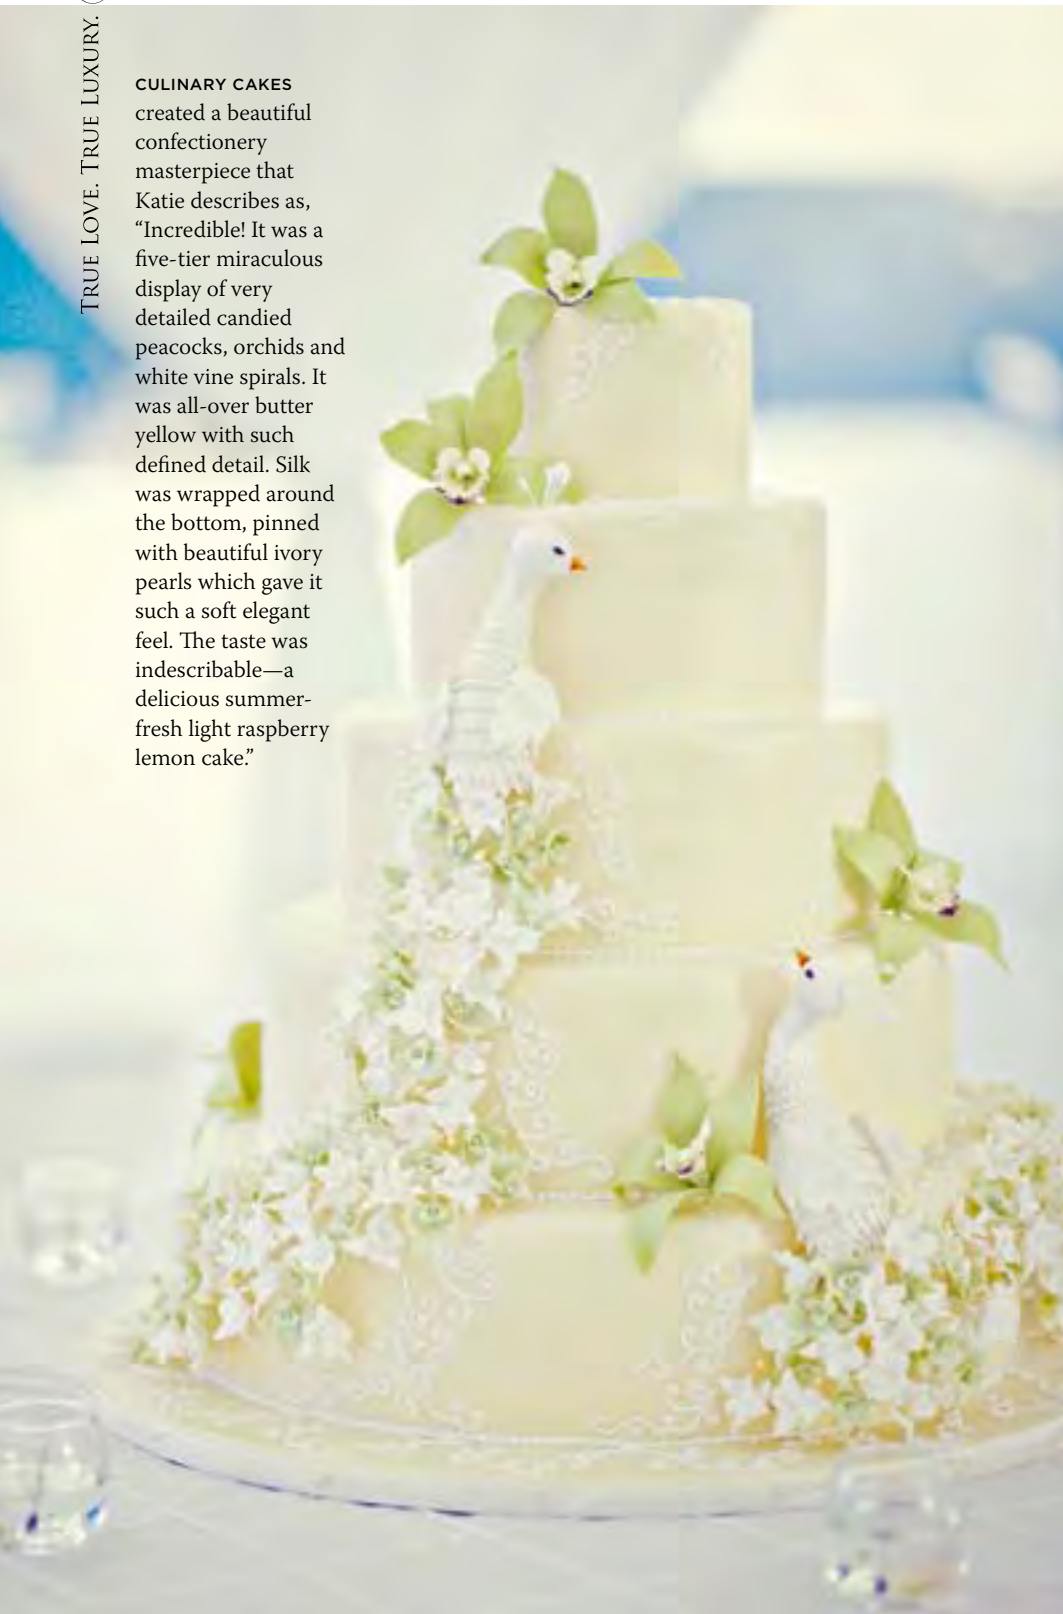 TRUE LOVE. TRUE LUXURY.
CULINARY CAKES
created a beautiful
confectionery
masterpiece that
Katie describes as,
“Incredible! It was a
five-tier miraculous
display of very
detailed candied
peacocks, orchids and
white vine spirals. It
was all-over butter
yellow with such
defined detail. Silk
was wrapped around
the bottom, pinned
with beautiful ivory
pearls which gave it
such a soft elegant
feel. The taste was
indescribable—a
delicious summer-
fresh light raspberry
lemon cake.”